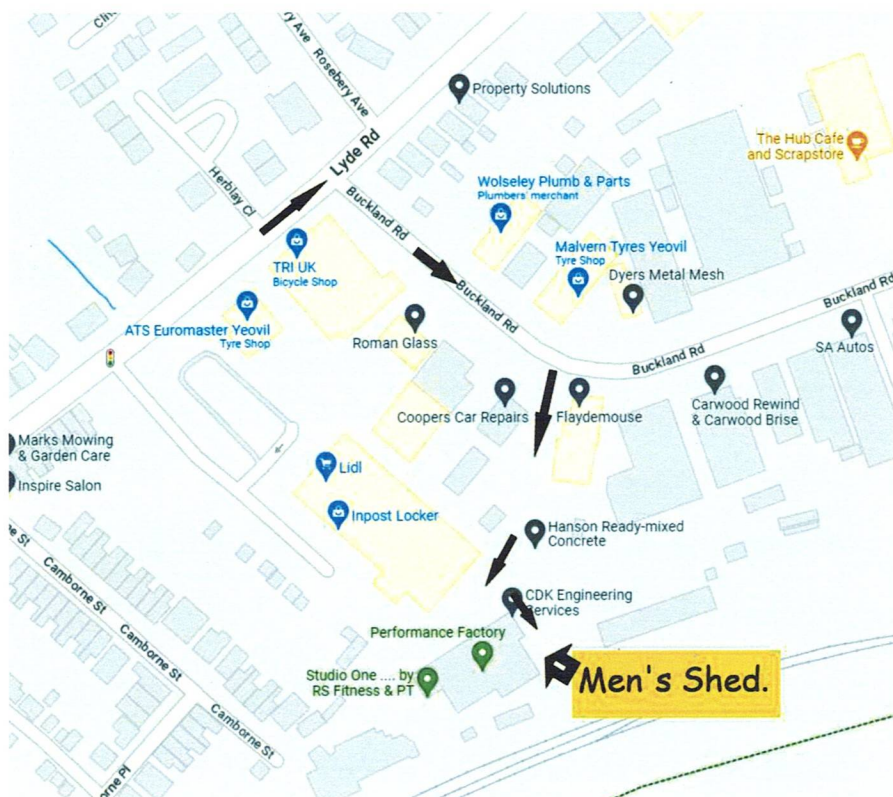 Rosebery Ave
Property Solutions
Lyde Rd
The Hub Cafe
and Scrapstore
Herblay Cl
Wolseley Plumb & Parts
Plumbers' merchant
Buckland Rd
Malvern Tyres Yeovil
Tyre Shop
TRI UK
Bicycle Shop
Dyers Metal Mesh
Buckland Rd
Buckland Rd
ATS Euromaster Yeovil
Tyre Shop
Roman Glass
Buckland Rd
SA Autos
Coopers Car Repairs
Flaydemouse
Carwood Rewind
& Carwood Brise
Marks Mowing
& Garden Care
Lidl
Inspire Salon
Inpost Locker
Hanson Ready-mixed
Concrete
Camborne St
CDK Engineering
Services
Camborne St
Performance Factory
Studio One .... by
RS Fitness & PT
Men's Shed.
Camborne St